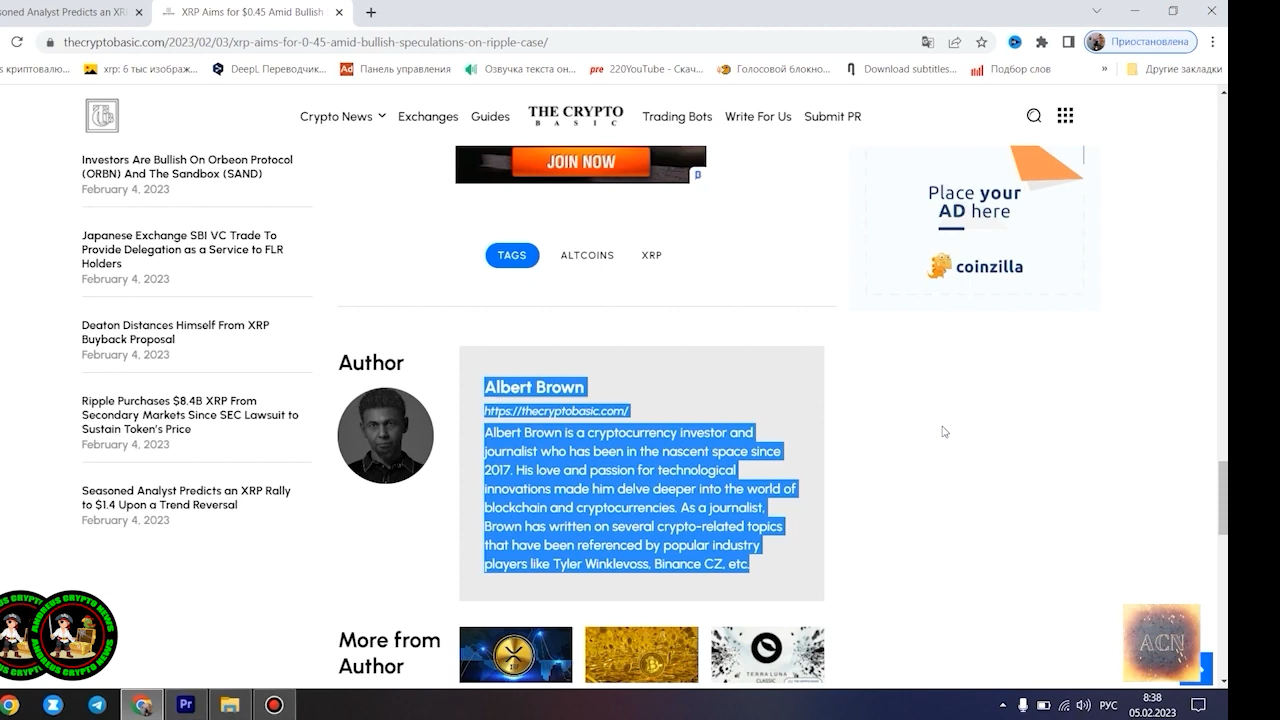 soned Analyst Predicts an XRI
XRP Aims for $0.45 Amid Bullish
thecryptobasic.com/2023/02/03/xrp-aims-for-0-45-amid-bullish-speculations-on-ripple-case/
Приостановлена
s криптовалю...
xrp: 6 тыс изображ...
DeepL Переводчик...
Ad
Панель управления
Озвучка текста он...
pre
220YouTube - Скач...
Голосовой блокно...
Download subtitles...
Подбор слов
»
Другие закладки
Crypto News
Exchanges
Guides
THE CRYPTO
BASIC
Trading Bots
Write For Us
Submit PR
Investors Are Bullish On Orbeon Protocol
(ORBN) And The Sandbox (SAND)
February 4, 2023
Japanese Exchange SBI VC Trade To
Provide Delegation as a Service to FLR
Holders
February 4, 2023
Deaton Distances Himself From XRP
Buyback Proposal
February 4, 2023
Ripple Purchases $8.4B XRP From
Secondary Markets Since SEC Lawsuit to
Sustain Token's Price
February 4, 2023
Seasoned Analyst Predicts an XRP Rally
to $1.4 Upon a Trend Reversal
February 4, 2023
JOIN NOW
TAGS
ALTCOINS
XRP
Place your
AD here
coinzilla
Author
Albert Brown
https://thecryptobasic.com/
Albert Brown is a cryptocurrency investor and
journalist who has been in the nascent space since
2017. His love and passion for technological
innovations made him delve deeper into the world of
blockchain and cryptocurrencies. As a journalist,
Brown has written on several crypto-related topics
that have been referenced by popular industry
players like Tyler Winklevoss, Binance CZ, etc.
More from
Author
TERRA LUNA
CLASSIC
ANDREUS CRYPTO NEWS
ACN
Pr
РУС
8:38
05.02.2023